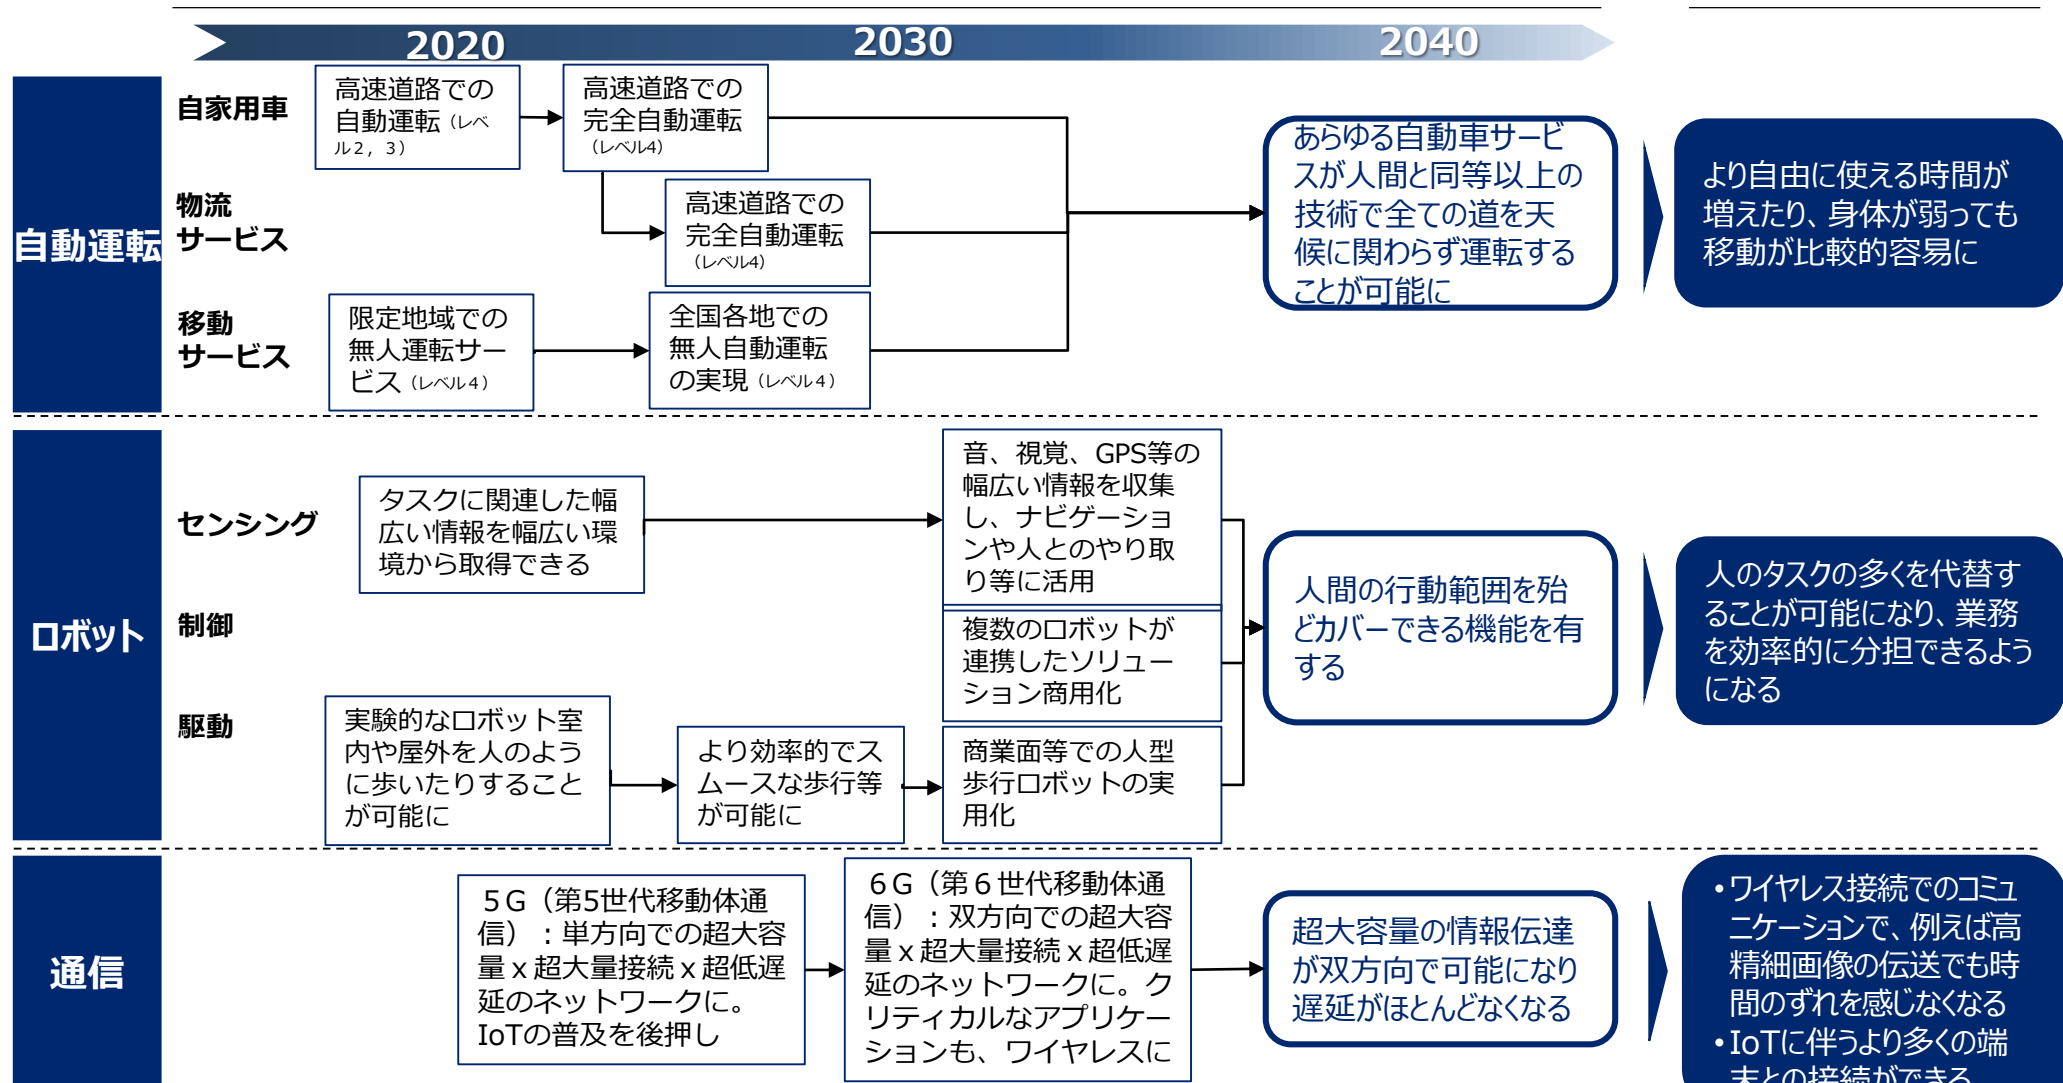 2020
2030
2040
自動運転
自家用車
高速道路での
自動運転（レベ
ル２，３）
高速道路での
完全自動運転
（レベル4）
物流
サービス
高速道路での
完全自動運転
（レベル4）
移動
サービス
限定地域での
無人運転サー
ビス（レベル４）
全国各地での
無人自動運転
の実現（レベル４）
あらゆる自動車サービ
スが人間と同等以上の
技術で全ての道を天
候に関わらず運転する
ことが可能に
より自由に使える時間が
増えたり、身体が弱っても
移動が比較的容易に
ロボット
センシング
タスクに関連した幅
広い情報を幅広い環
境から取得できる
音、視覚、GPS等の
幅広い情報を収集
し、ナビゲーショ
ンや人とのやり取
り等に活用
制御
複数のロボットが
連携したソリュー
ション商用化
駆動
実験的なロボット室
内や屋外を人のよう
に歩いたりすること
が可能に
より効率的でス
ムースな歩行等
が可能に
商業面等での人型
歩行ロボットの実
用化
人間の行動範囲を殆
どカバーできる機能を有
する
人のタスクの多くを代替す
ることが可能になり、業務
を効率的に分担できるよう
になる
通信
５G（第5世代移動体通
信）：単方向での超大容
量ｘ超大量接続ｘ超低遅
延のネットワークに。
IoTの普及を後押し
６G（第６世代移動体通
信）：双方向での超大容
量ｘ超大量接続ｘ超低遅
延のネットワークに。ク
リティカルなアプリケー
ションも、ワイヤレスに
超大容量の情報伝達
が双方向で可能になり
遅延がほとんどなくなる
•ワイヤレス接続でのコミュ
ニケーションで、例えば高
精細画像の伝送でも時
間のずれを感じなくなる
•IoTに伴うより多くの端
末との接続ができる